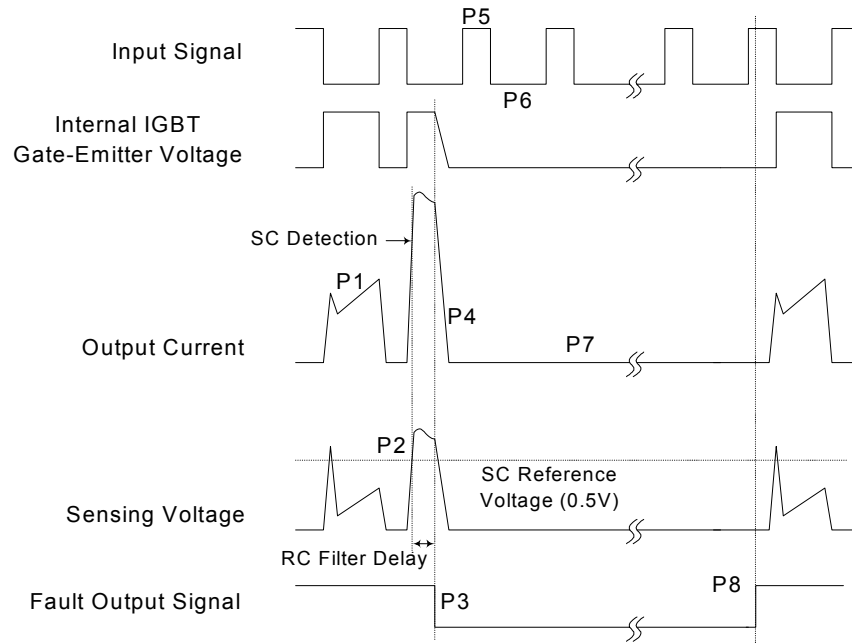 P5
Input Signal
P6
Internal IGBT
Gate-Emitter Voltage
SC Detection
P1
P4
Output Current
P7
P2
SC Reference
Voltage (0.5V)
Sensing Voltage
RC Filter Delay
P8
Fault Output Signal
P3